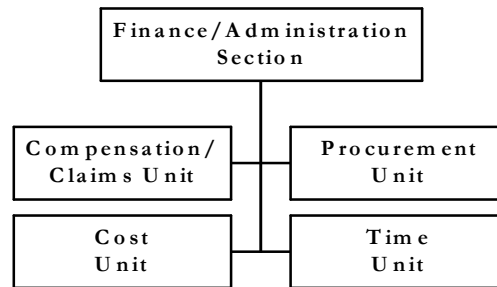 Finance/Administration
Section
Compensation/
Claims Unit
Procurement
Unit
Cost
Unit
Time
Unit